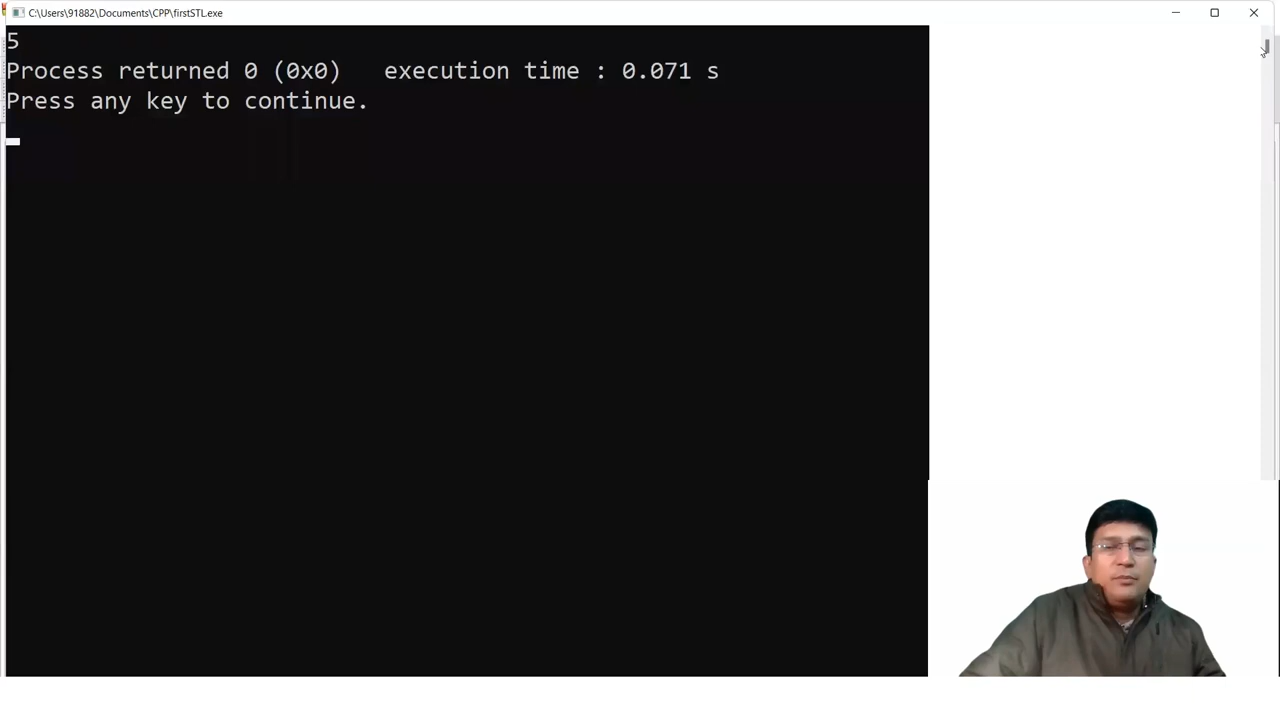 C:\Users\91882\Documents\CPP\firstSTL.exe
5
Process returned 0 (0x0)   execution time : 0.071 s
Press any key to continue.